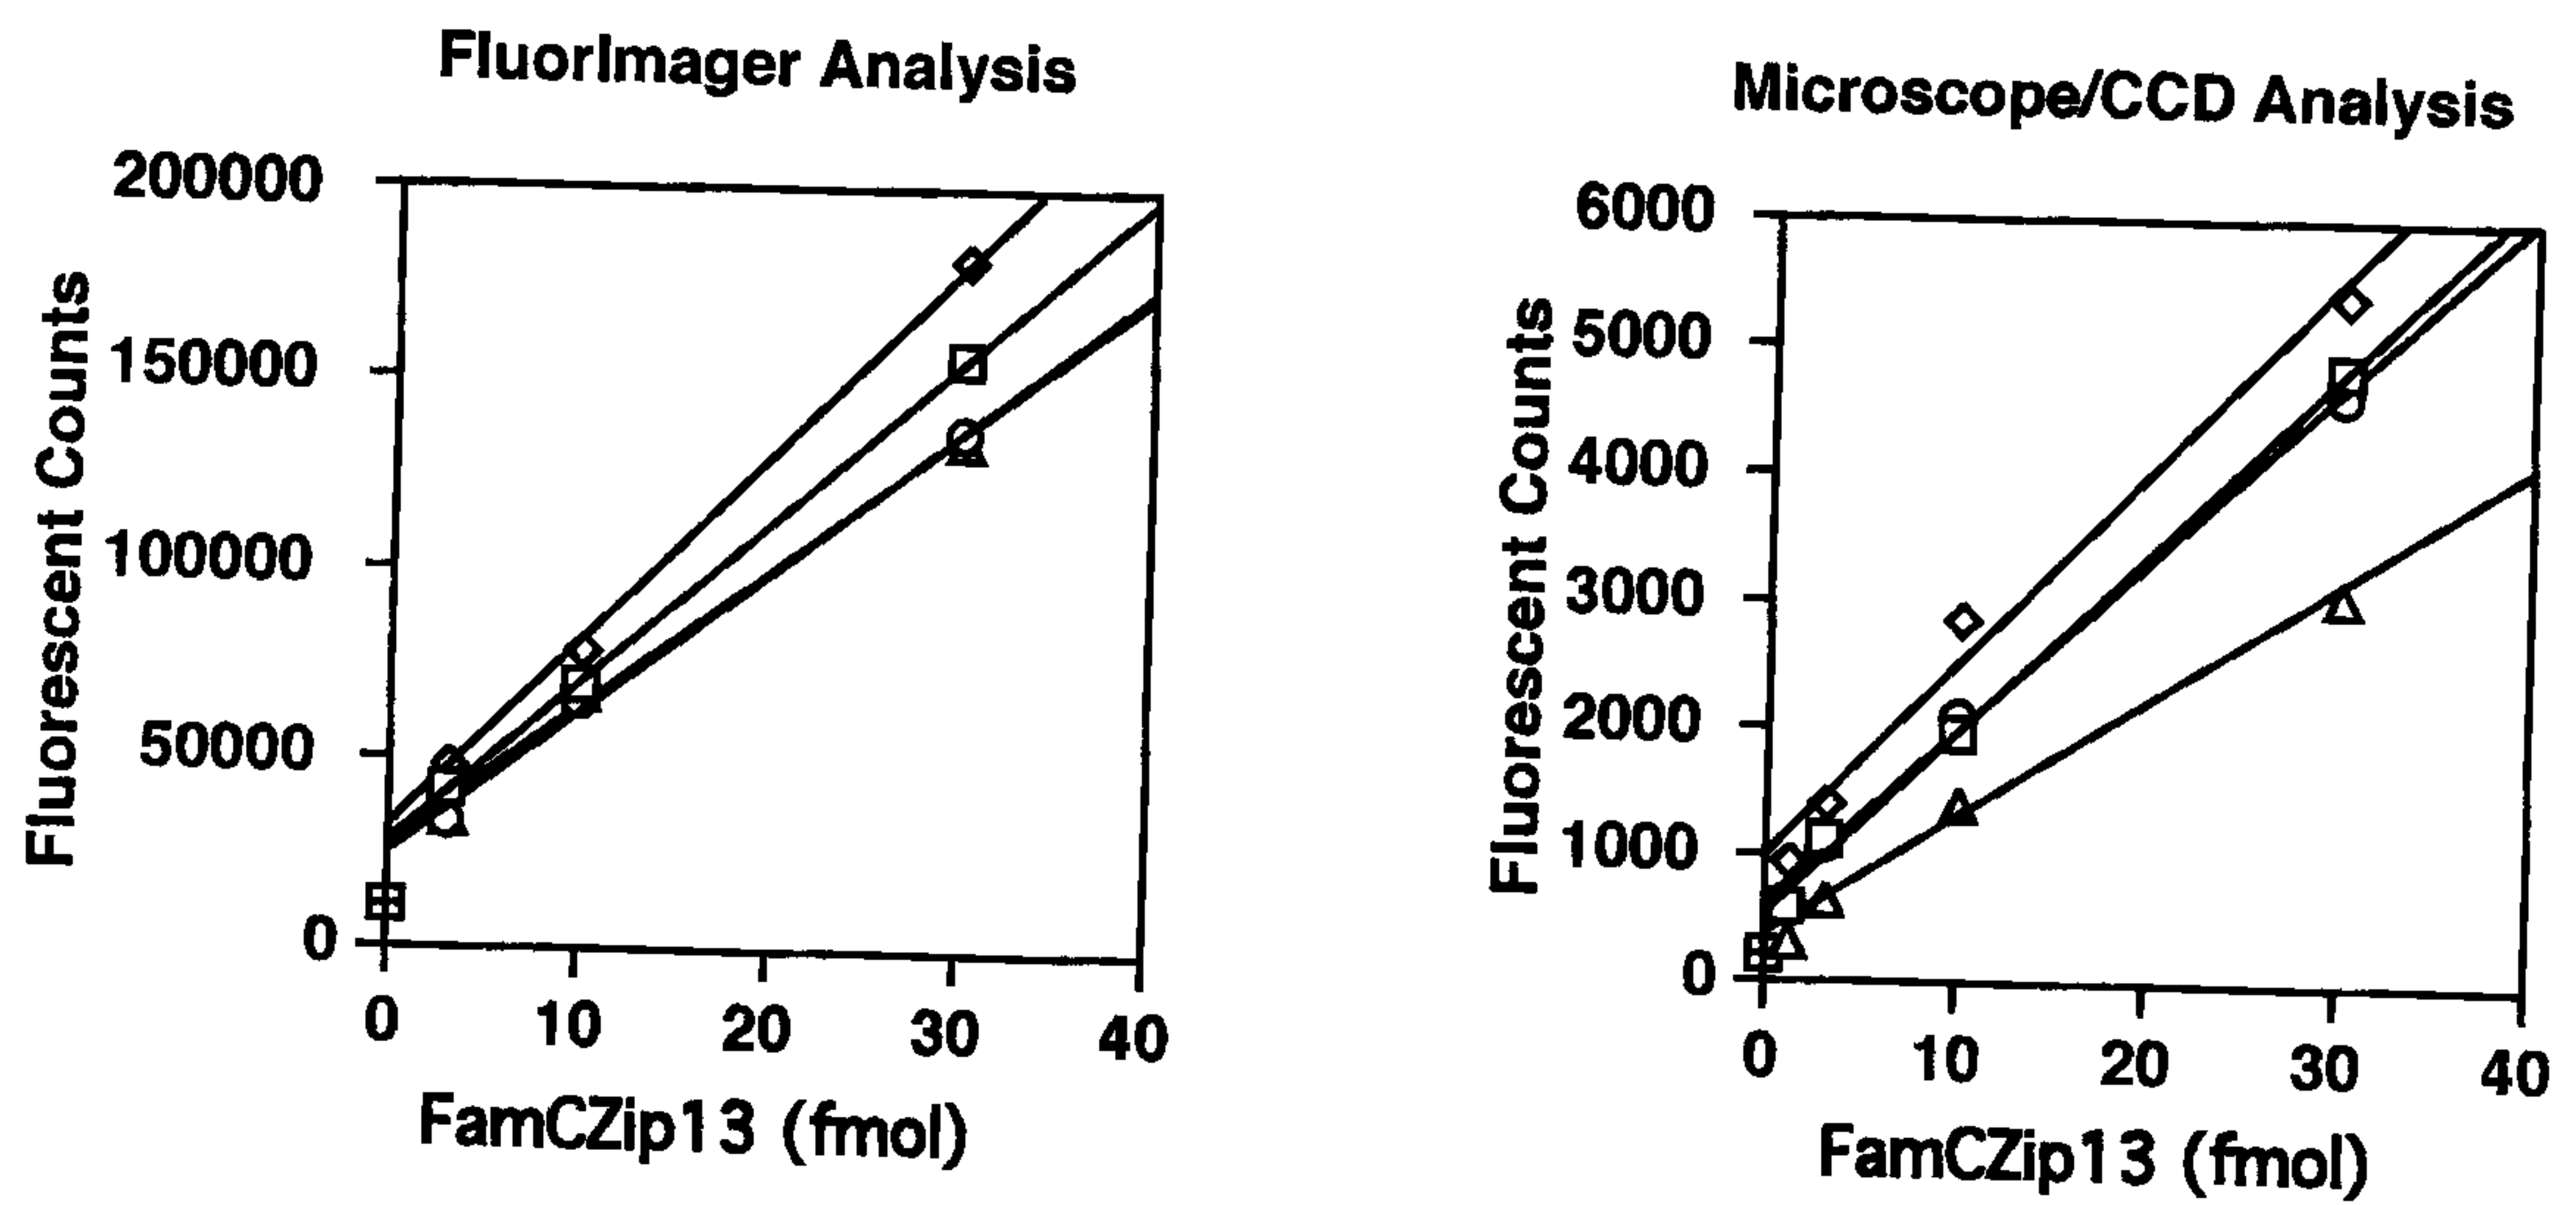 FluorImager Analysis
Fluorescent Counts
200000
150000
100000
50000
0
0 10 20 30 40
FamCZip13 (fmol)
Microscope/CCD Analysis
Fluorescent Counts
6000
5000
4000
3000
2000
1000
0
0 10 20 30 40
FamCZip13 (fmol)